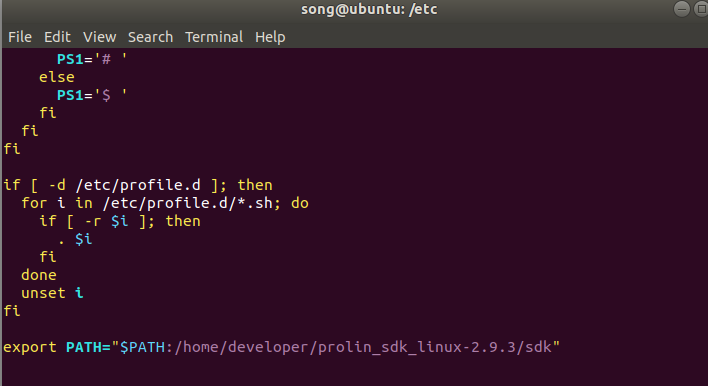 song@ubuntu: /etc
File Edit View Search Terminal Help
      PS1='# '
    else
      PS1='$ '
    fi
  fi
fi

if [ -d /etc/profile.d ]; then
  for i in /etc/profile.d/*.sh; do
    if [ -r $i ]; then
      . $i
    fi
  done
  unset i
fi

export PATH="$PATH:/home/developer/prolin_sdk_linux-2.9.3/sdk"